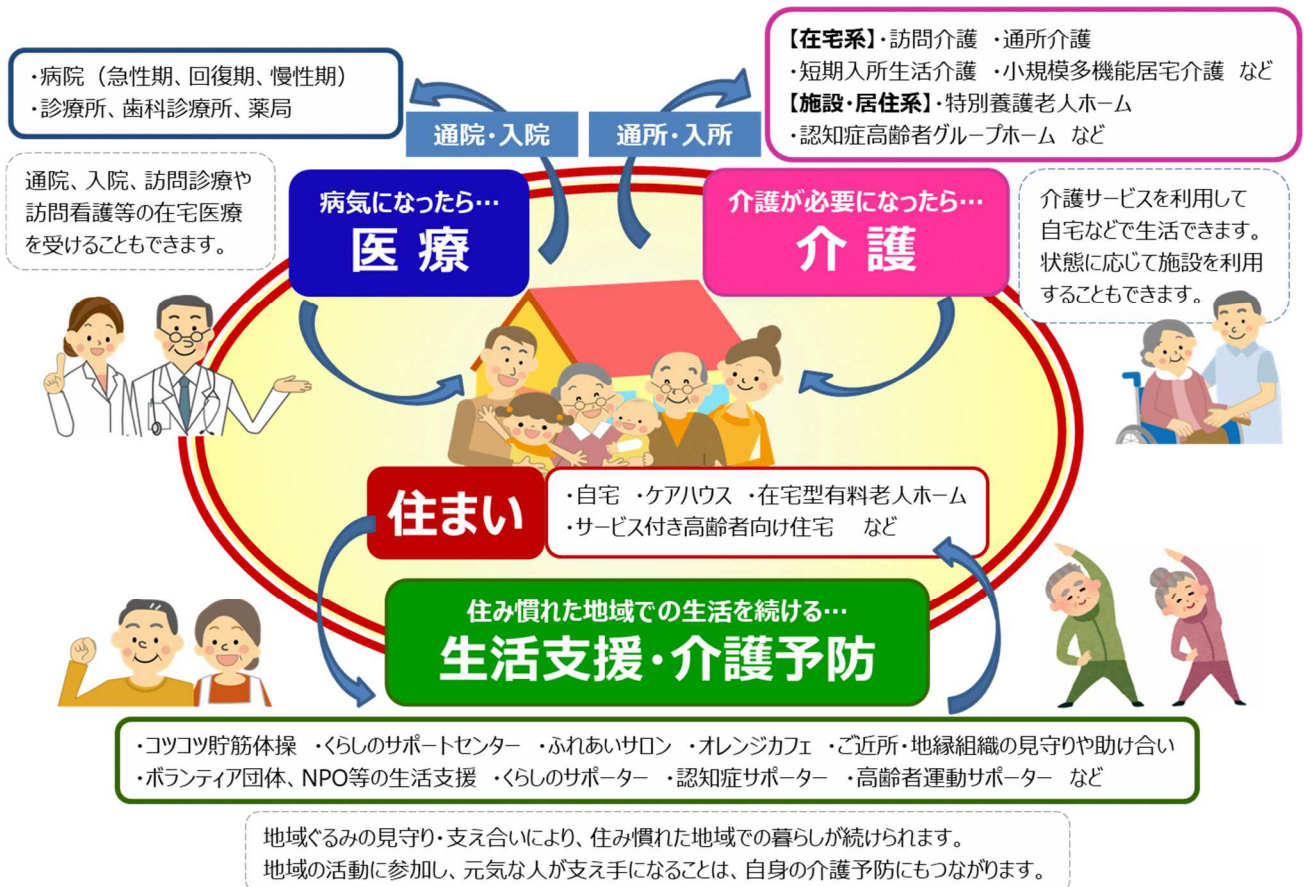 ・病院（急性期、回復期、慢性期）
・診療所、歯科診療所、薬局
【在宅系】・訪問介護 ・通所介護
・短期入所生活介護 ・小規模多機能居宅介護 など
【施設・居住系】・特別養護老人ホーム
・認知症高齢者グループホーム など
通院・入院
通所・入所
通院、入院、訪問診療や
訪問看護等の在宅医療
を受けることもできます。
病気になったら…
医療
介護が必要になったら…
介護
介護サービスを利用して
自宅などで生活できます。
状態に応じて施設を利用
することもできます。
住まい
・自宅 ・ケアハウス ・在宅型有料老人ホーム
・サービス付き高齢者向け住宅 など
住み慣れた地域での生活を続ける…
生活支援・介護予防
・コツコツ貯筋体操 ・くらしのサポートセンター ・ふれあいサロン ・オレンジカフェ ・ご近所・地縁組織の見守りや助け合い
・ボランティア団体、NPO等の生活支援 ・くらしのサポーター ・認知症サポーター ・高齢者運動サポーター など
地域ぐるみの見守り・支え合いにより、住み慣れた地域での暮らしが続けられます。
地域の活動に参加し、元気な人が支え手になることは、自身の介護予防にもつながります。